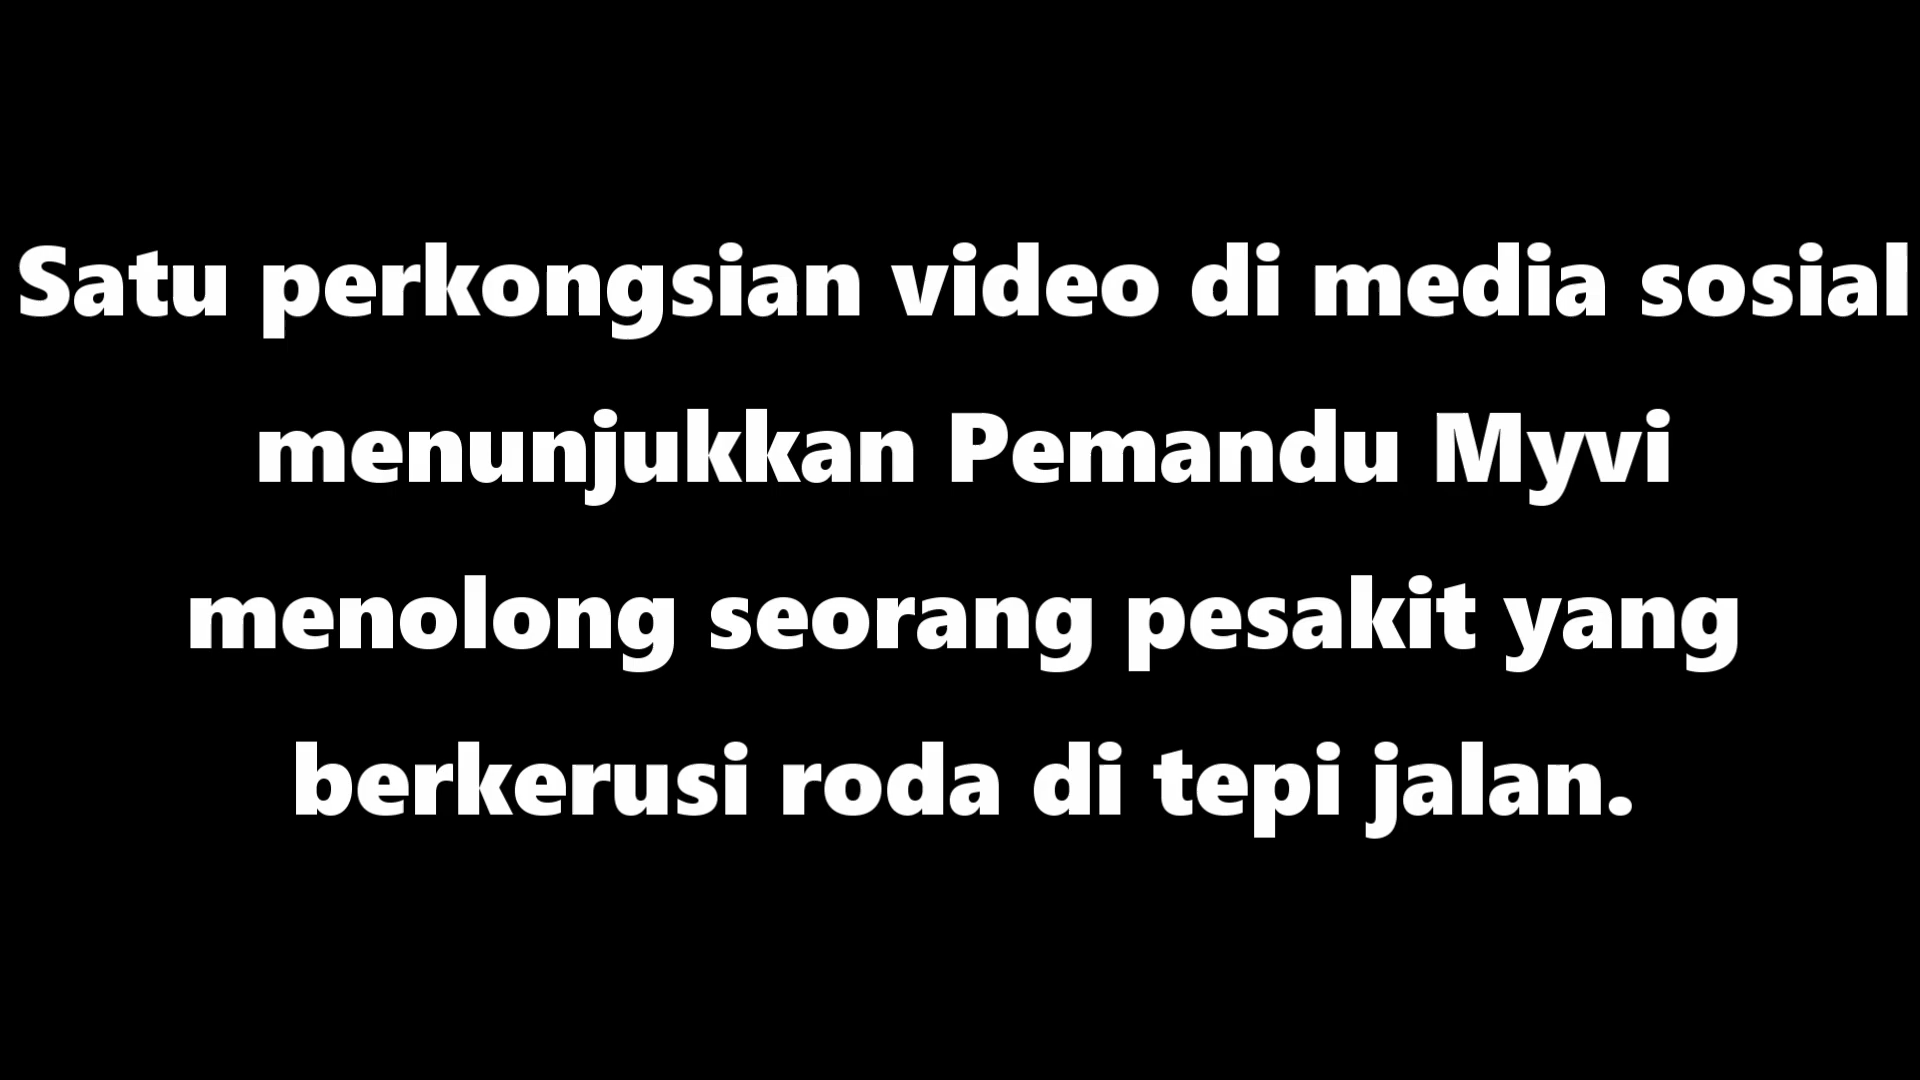 Satu perkongsian video di media sosial
menunjukkan Pemandu Myvi
menolong seorang pesakit yang
berkerusi roda di tepi jalan.